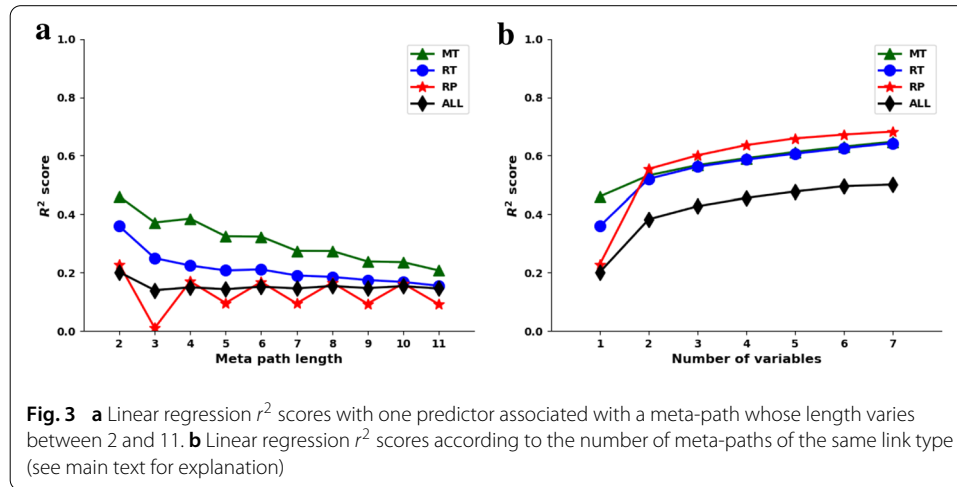 a
1.0
0.8
0.6
0.4
0.2
0.0
R² score
MT
RT
RP
ALL
2 3 4 5 6 7 8 9 10 11
Meta path length
b
1.0
0.8
0.6
0.4
0.2
0.0
R² score
MT
RT
RP
ALL
1 2 3 4 5 6 7
Number of variables
Fig. 3 a Linear regression r² scores with one predictor associated with a meta-path whose length varies
between 2 and 11. b Linear regression r² scores according to the number of meta-paths of the same link type
(see main text for explanation)